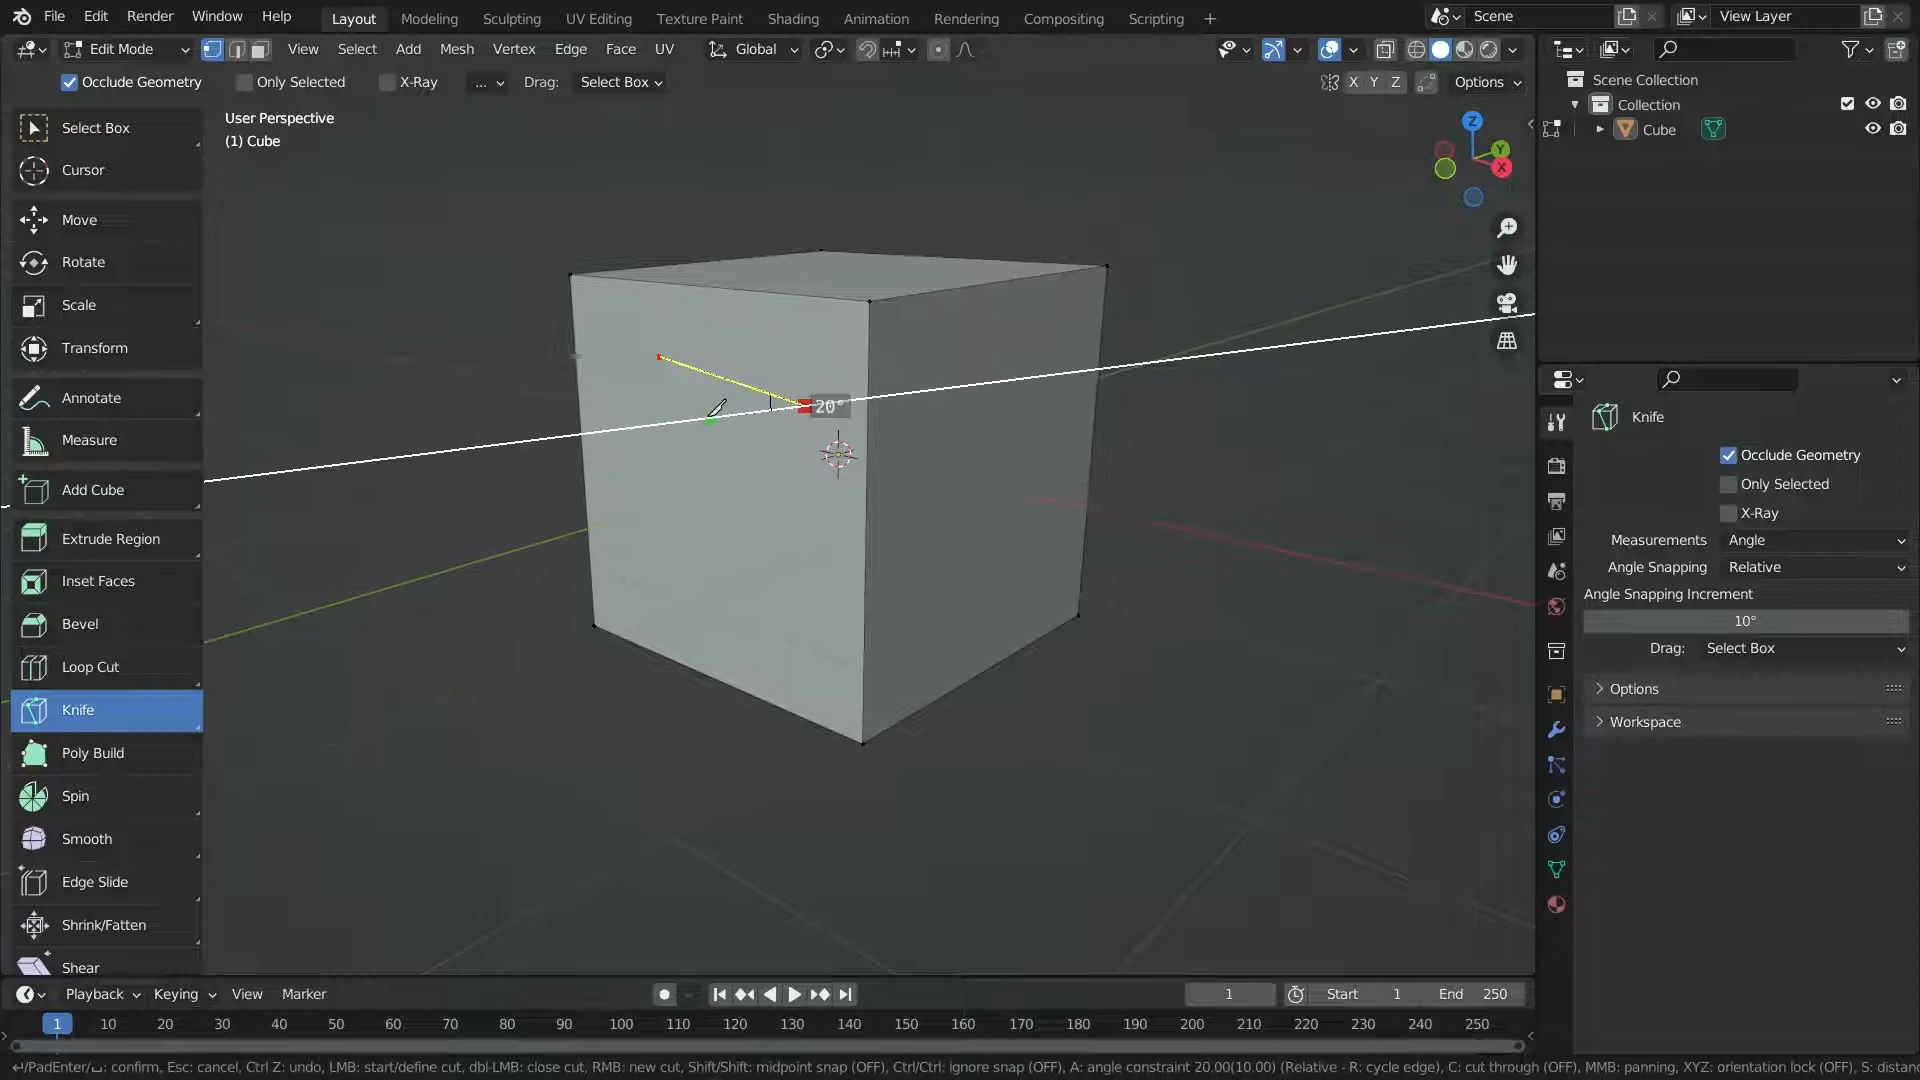 File Edit Render Window Help Layout Modeling Sculpting UV Editing Texture Paint Shading Animation Rendering Compositing Scripting + Scene View Layer
Edit Mode View Select Add Mesh Vertex Edge Face UV Global
Occlude Geometry Only Selected X-Ray ... Drag: Select Box X Y Z Options
Scene Collection
Collection
Cube
User Perspective
(1) Cube
Z
Y
X
20°
Select Box
Cursor
Move
Rotate
Scale
Transform
Annotate
Measure
Add Cube
Extrude Region
Inset Faces
Bevel
Loop Cut
Knife
Poly Build
Spin
Smooth
Edge Slide
Shrink/Fatten
Shear
Knife
Occlude Geometry
Only Selected
X-Ray
Measurements Angle
Angle Snapping Relative
Angle Snapping Increment
10°
Drag: Select Box
Options
Workspace
Playback Keying View Marker 1 Start 1 End 250
1 10 20 30 40 50 60 70 80 90 100 110 120 130 140 150 160 170 180 190 200 210 220 230 240 250
: confirm, Esc: cancel, Ctrl Z: undo, LMB: start/define cut, dbl-LMB: close cut, RMB: new cut, Shift/Shift: midpoint snap (OFF), Ctrl/Ctrl: ignore snap (OFF), A: angle constraint 20.00(10.00) (Relative - R: cycle edge), C: cut through (OFF), MMB: panning, XYZ: orientation lock (OFF), S: